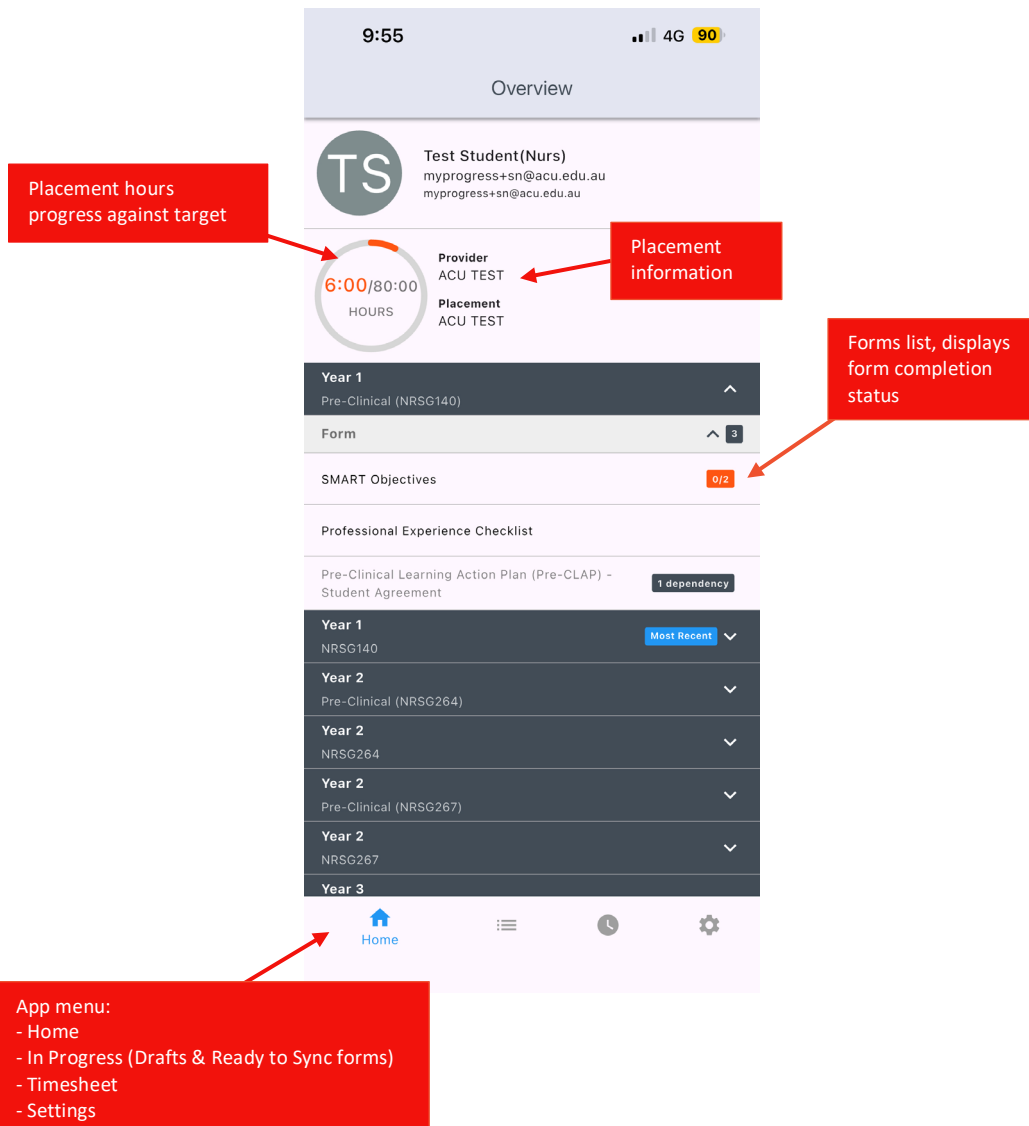 9:55
4G 90
Overview
TS
Test Student(Nurs)
myprogress+sn@acu.edu.au
myprogress+sn@acu.edu.au
Placement hours
progress against target
6:00/80:00
HOURS
Provider
ACU TEST
Placement
ACU TEST
Placement
information
Forms list, displays
form completion
status
Year 1
Pre-Clinical (NRSG140)
Form
3
SMART Objectives
0/2
Professional Experience Checklist
Pre-Clinical Learning Action Plan (Pre-CLAP) -
Student Agreement
1 dependency
Year 1
NRSG140
Most Recent
Year 2
Pre-Clinical (NRSG264)
Year 2
NRSG264
Year 2
Pre-Clinical (NRSG267)
Year 2
NRSG267
Year 3
Home
App menu:
- Home
- In Progress (Drafts & Ready to Sync forms)
- Timesheet
- Settings